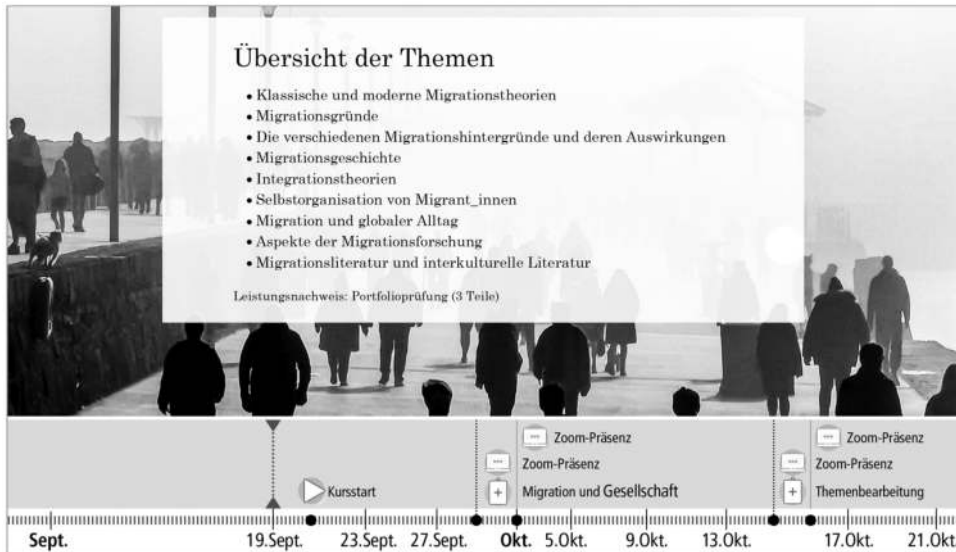 Übersicht der Themen
• Klassische und moderne Migrationstheorien
• Migrationsgründe
• Die verschiedenen Migrationshintergründe und deren Auswirkungen
• Migrationsgeschichte
• Integrationstheorien
• Selbstorganisation von Migrant_innen
• Migration und globaler Alltag
• Aspekte der Migrationsforschung
• Migrationsliteratur und interkulturelle Literatur
Leistungsnachweis: Portfolioprüfung (3 Teile)
Zoom-Präsenz Zoom-Präsenz
Zoom-Präsenz Zoom-Präsenz
Kursstart Migration und Gesellschaft Themenbearbeitung
Sept. 19.Sept. 23.Sept. 27.Sept. Okt. 5.Okt. 9.Okt. 13.Okt. 17.Okt. 21.Okt.